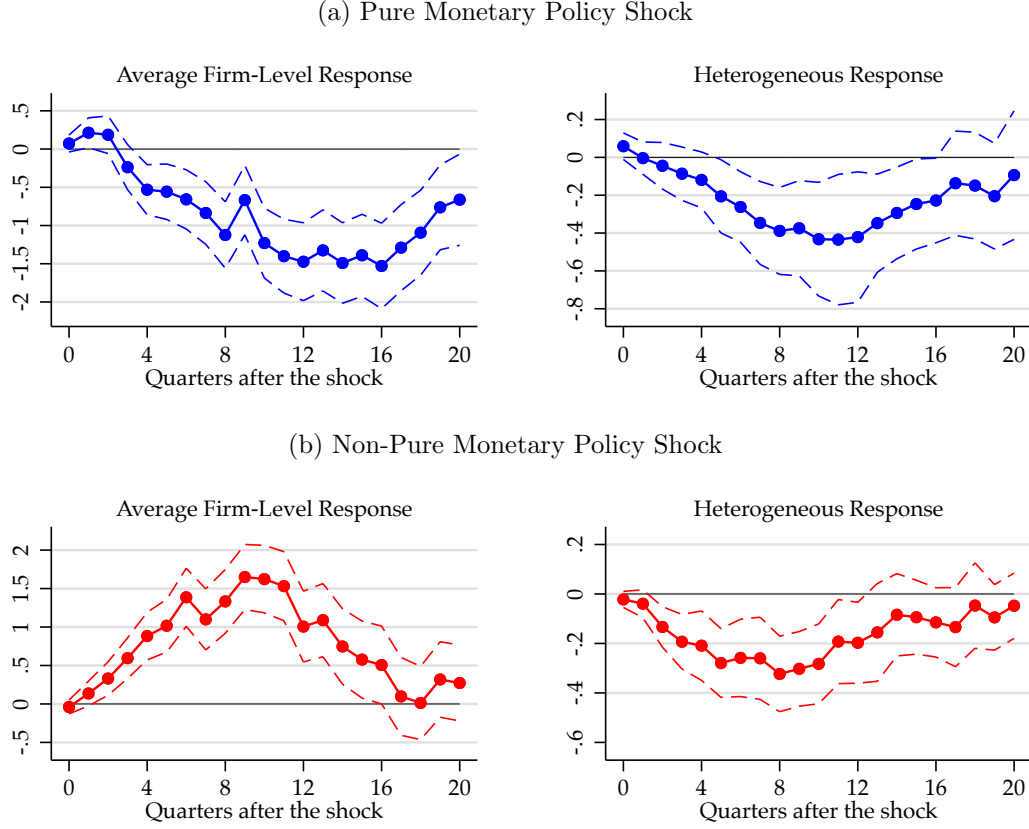 (a) Pure Monetary Policy Shock
Average Firm-Level Response
.5
0
-.5
-1
-1.5
-2
0 4 8 12 16 20
Quarters after the shock
Heterogeneous Response
.2
0
-.2
-.4
-.6
-.8
0 4 8 12 16 20
Quarters after the shock
(b) Non-Pure Monetary Policy Shock
Average Firm-Level Response
2
1.5
1
.5
0
-.5
0 4 8 12 16 20
Quarters after the shock
Heterogeneous Response
.2
0
-.2
-.4
-.6
0 4 8 12 16 20
Quarters after the shock